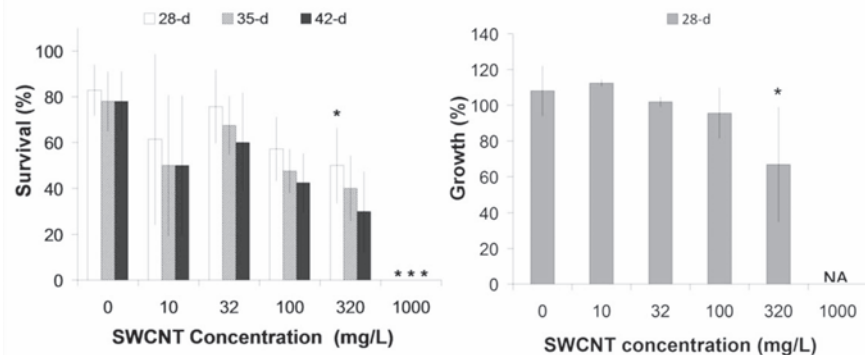 28-d 35-d 42-d
Survival (%)
100
80
60
40
20
0
*
* * *
0 10 32 100 320 1000
SWCNT Concentration (mg/L)
28-d
Growth (%)
140
120
100
80
60
40
20
0
*
NA
0 10 32 100 320 1000
SWCNT concentration (mg/L)